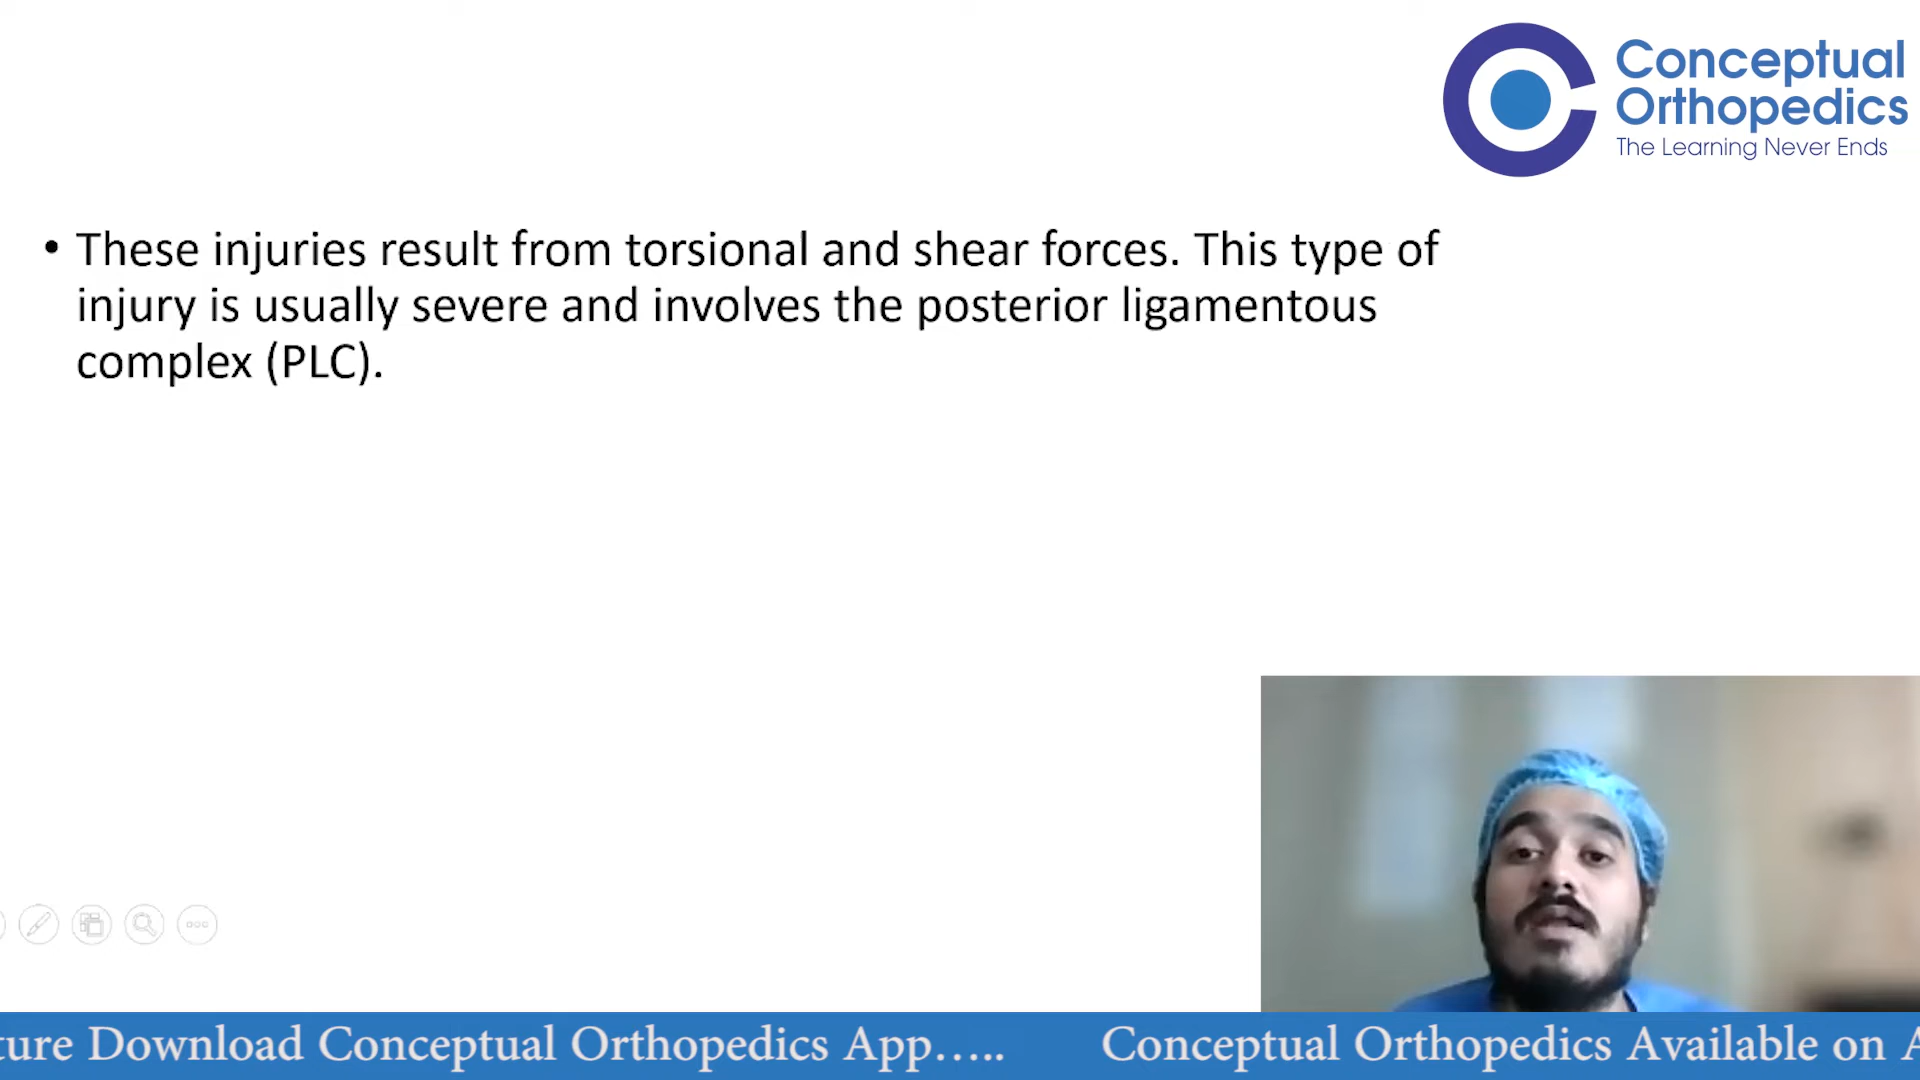 Conceptual
Orthopedics
The Learning Never Ends
• These injuries result from torsional and shear forces. This type of
injury is usually severe and involves the posterior ligamentous
complex (PLC).
ture Download Conceptual Orthopedics App..... Conceptual Orthopedics Available on A